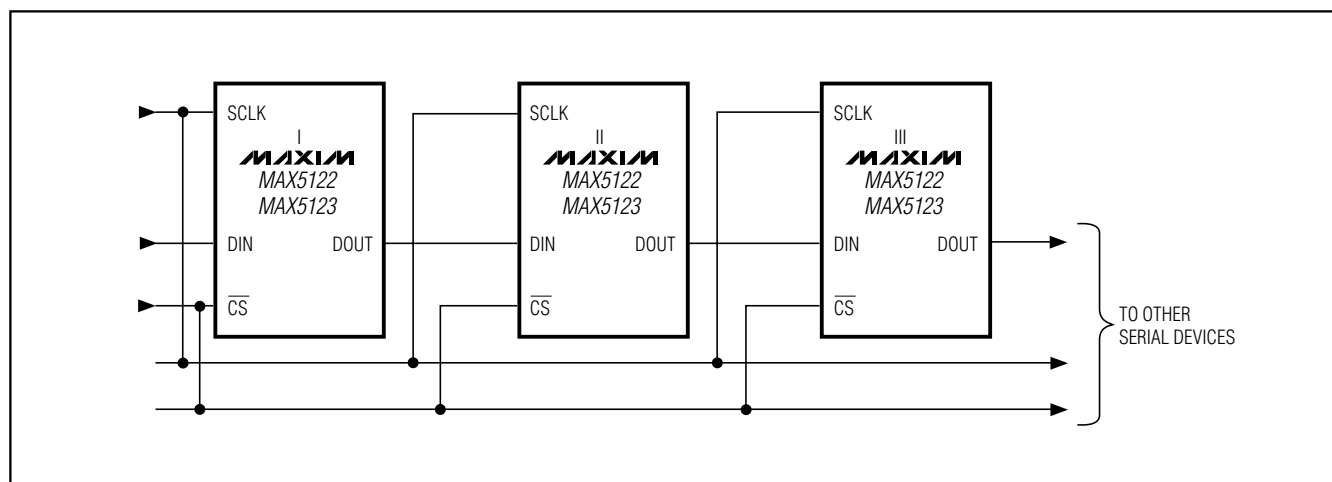 SCLK
I
MAXIM
MAX5122
MAX5123
DIN DOUT
CS
SCLK
II
MAXIM
MAX5122
MAX5123
DIN DOUT
CS
SCLK
III
MAXIM
MAX5122
MAX5123
DIN DOUT
CS
TO OTHER
SERIAL DEVICES